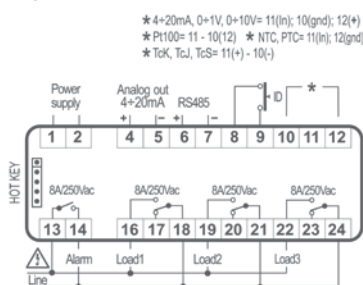 * 4÷20mA, 0÷1V, 0÷10V= 11(In); 10(gnd); 12(+)
* Pt100= 11 - 10(12) * NTC, PTC= 11(In); 12(gnd)
* TcK, TcJ, TcS= 11(+) - 10(-)
Power supply
Analog out 4÷20mA
RS485
ID
*
+ - + -
1 2 4 5 6 7 8 9 10 11 12
HOT KEY
8A/250Vac 8A/250Vac 8A/250Vac 8A/250Vac
13 14 16 17 18 19 20 21 22 23 24
Alarm Load1 Load2 Load3
Line